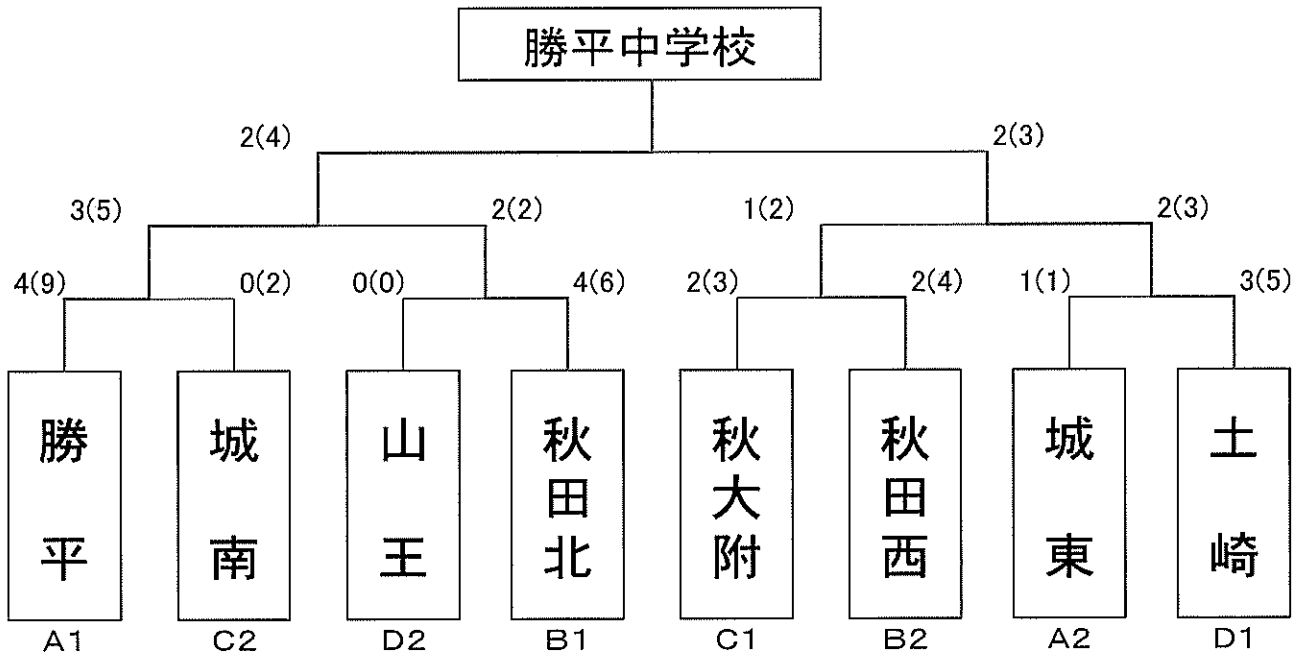 勝平中学校
2(4) 2(3)
3(5) 2(2) 1(2) 2(3)
4(9) 0(2) 0(0) 4(6) 2(3) 2(4) 1(1) 3(5)
勝平 城南 山王 秋田北 秋大附 秋田西 城東 土崎
A1 C2 D2 B1 C1 B2 A2 D1